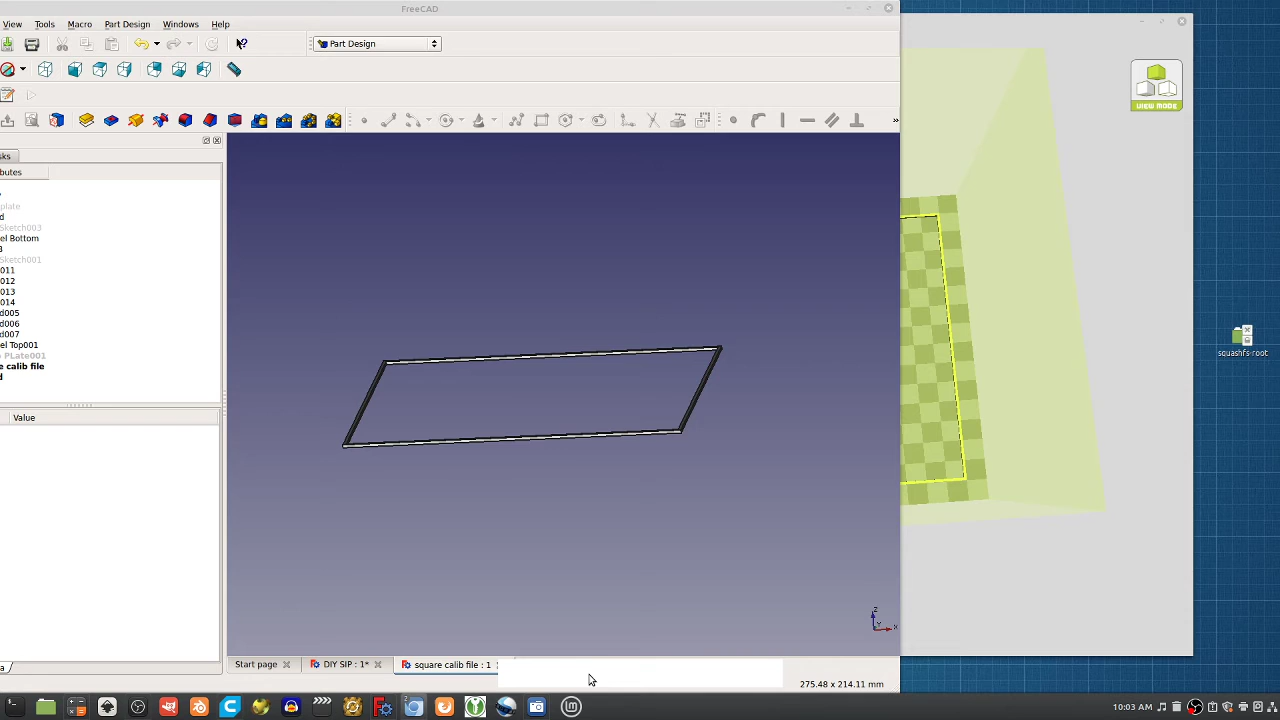 FreeCAD
View Tools Macro Part Design Windows Help
Part Design
VIEW MODE
sks
ibutes
plate
d
Sketch003
el Bottom
B
Sketch001
011
012
013
014
d005
d006
d007
el Top001
PLate001
e calib file
d
Value
squashfs-root
Z
Y
X
a
Start page
DIY SIP : 1*
square calib file : 1
275.48 x 214.11 mm
10:03 AM